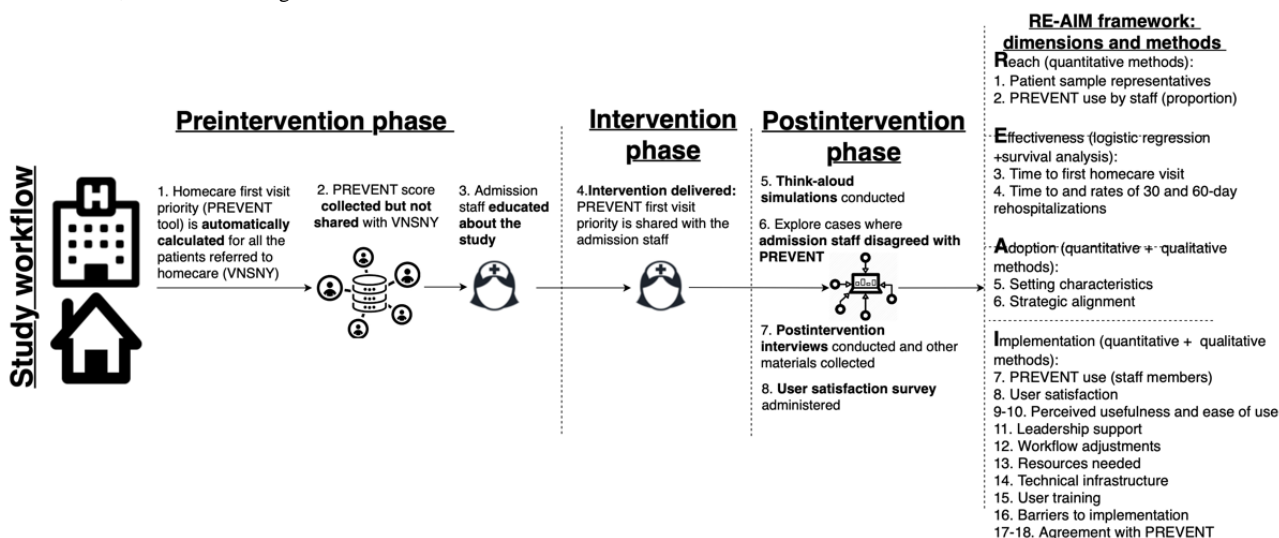 Study workflow
Preintervention phase
1. Homecare first visit
priority (PREVENT
tool) is automatically
calculated for all the
patients referred to
homecare (VNSNY)
2. PREVENT score
collected but not
shared with VNSNY
3. Admission
staff educated
about the
study
Intervention
phase
4.Intervention delivered:
PREVENT first visit
priority is shared with the
admission staff
Postintervention
phase
5. Think-aloud
simulations conducted
6. Explore cases where
admission staff disagreed with
PREVENT
7. Postintervention
interviews conducted and other
materials collected
8. User satisfaction survey
administered
RE-AIM framework:
dimensions and methods
Reach (quantitative methods):
1. Patient sample representatives
2. PREVENT use by staff (proportion)
Effectiveness (logistic regression
+survival analysis):
3. Time to first homecare visit
4. Time to and rates of 30 and 60-day
rehospitalizations
Adoption (quantitative + qualitative
methods):
5. Setting characteristics
6. Strategic alignment
Implementation (quantitative + qualitative
methods):
7. PREVENT use (staff members)
8. User satisfaction
9-10. Perceived usefulness and ease of use
11. Leadership support
12. Workflow adjustments
13. Resources needed
14. Technical infrastructure
15. User training
16. Barriers to implementation
17-18. Agreement with PREVENT